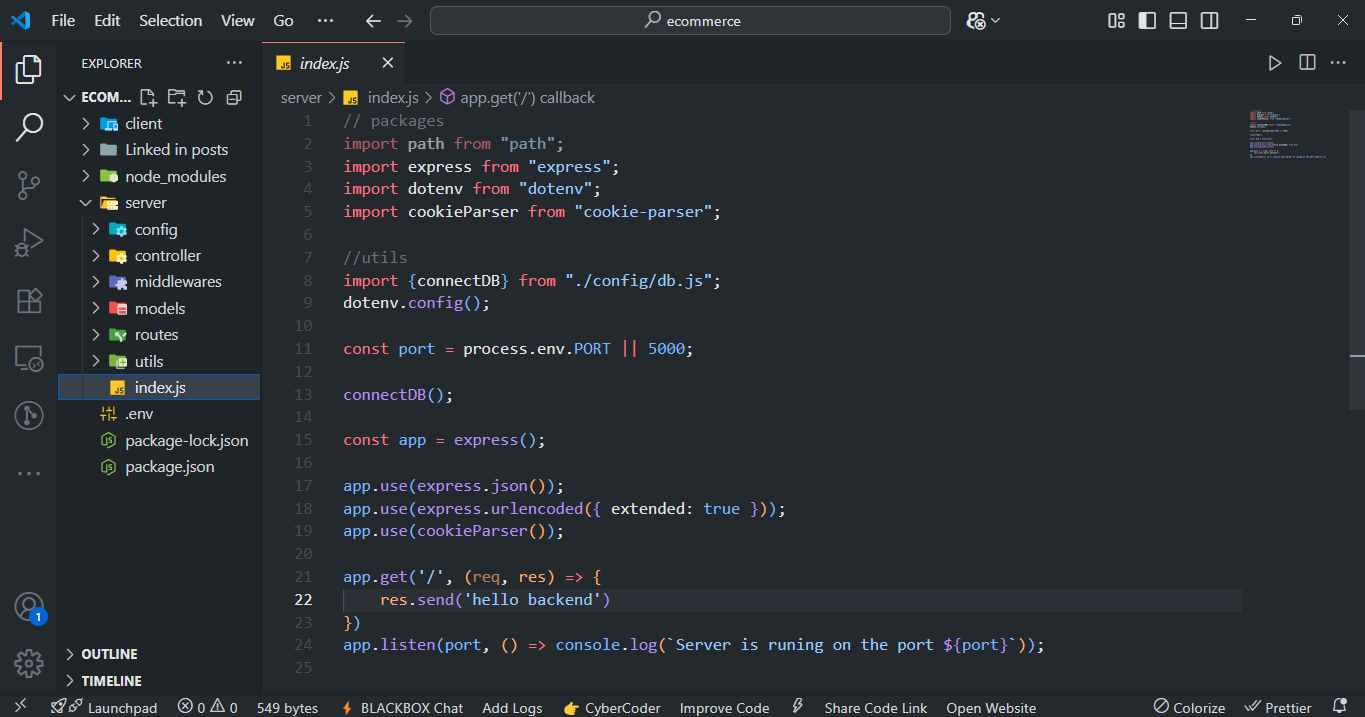 File Edit Selection View Go ··· ecommerce
EXPLORER ···
ECOM...
client
Linked in posts
node_modules
server
config
controller
middlewares
models
routes
utils
index.js
.env
package-lock.json
package.json
OUTLINE
TIMELINE
index.js
server > index.js > app.get('/') callback
1 // packages
2 import path from "path";
3 import express from "express";
4 import dotenv from "dotenv";
5 import cookieParser from "cookie-parser";
6
7 //utils
8 import {connectDB} from "./config/db.js";
9 dotenv.config();
10
11 const port = process.env.PORT || 5000;
12
13 connectDB();
14
15 const app = express();
16
17 app.use(express.json());
18 app.use(express.urlencoded({ extended: true }));
19 app.use(cookieParser());
20
21 app.get('/', (req, res) => {
22 res.send('hello backend')
23 })
24 app.listen(port, () => console.log(`Server is runing on the port ${port}`));
25
1
Launchpad 0 0 549 bytes BLACKBOX Chat Add Logs CyberCoder Improve Code Share Code Link Open Website Colorize Prettier